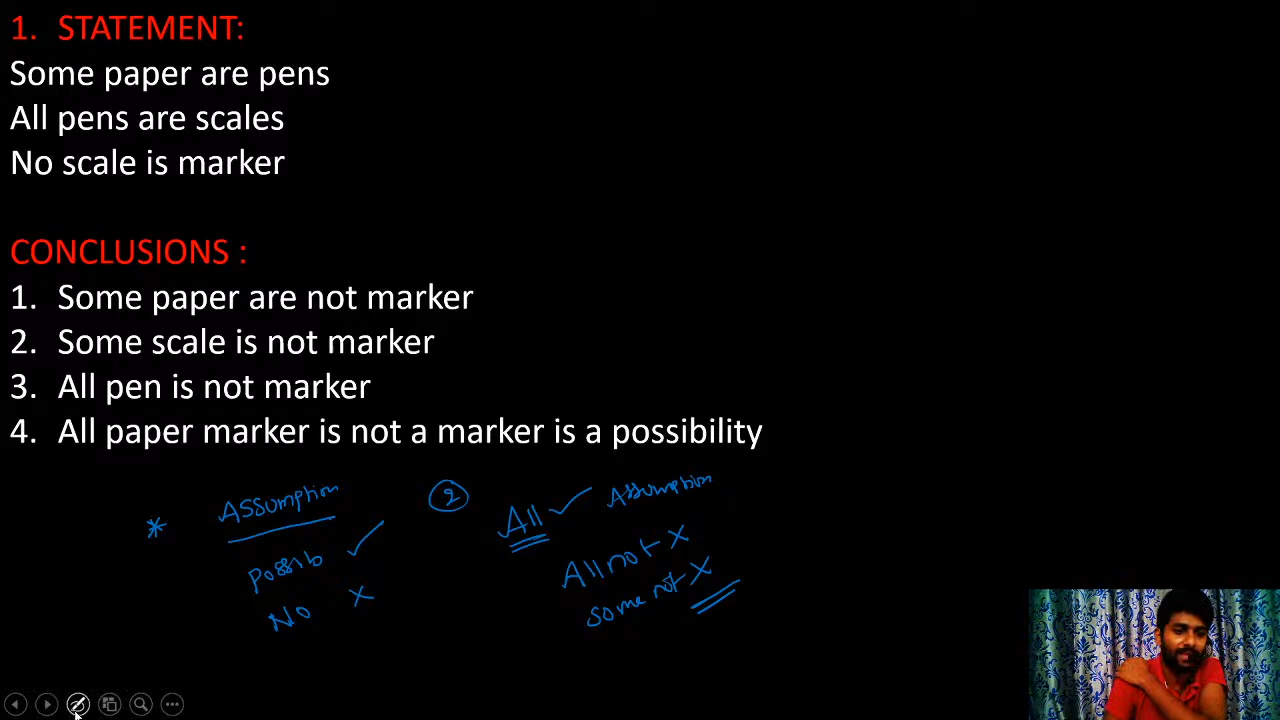 1. STATEMENT:
Some paper are pens
All pens are scales
No scale is marker
CONCLUSIONS :
1. Some paper are not marker
2. Some scale is not marker
3. All pen is not marker
4. All paper marker is not a marker is a possibility
* Assumption
Possib ✓
No ✗
② All ✓ Assumption
All not ✗
some not ✗